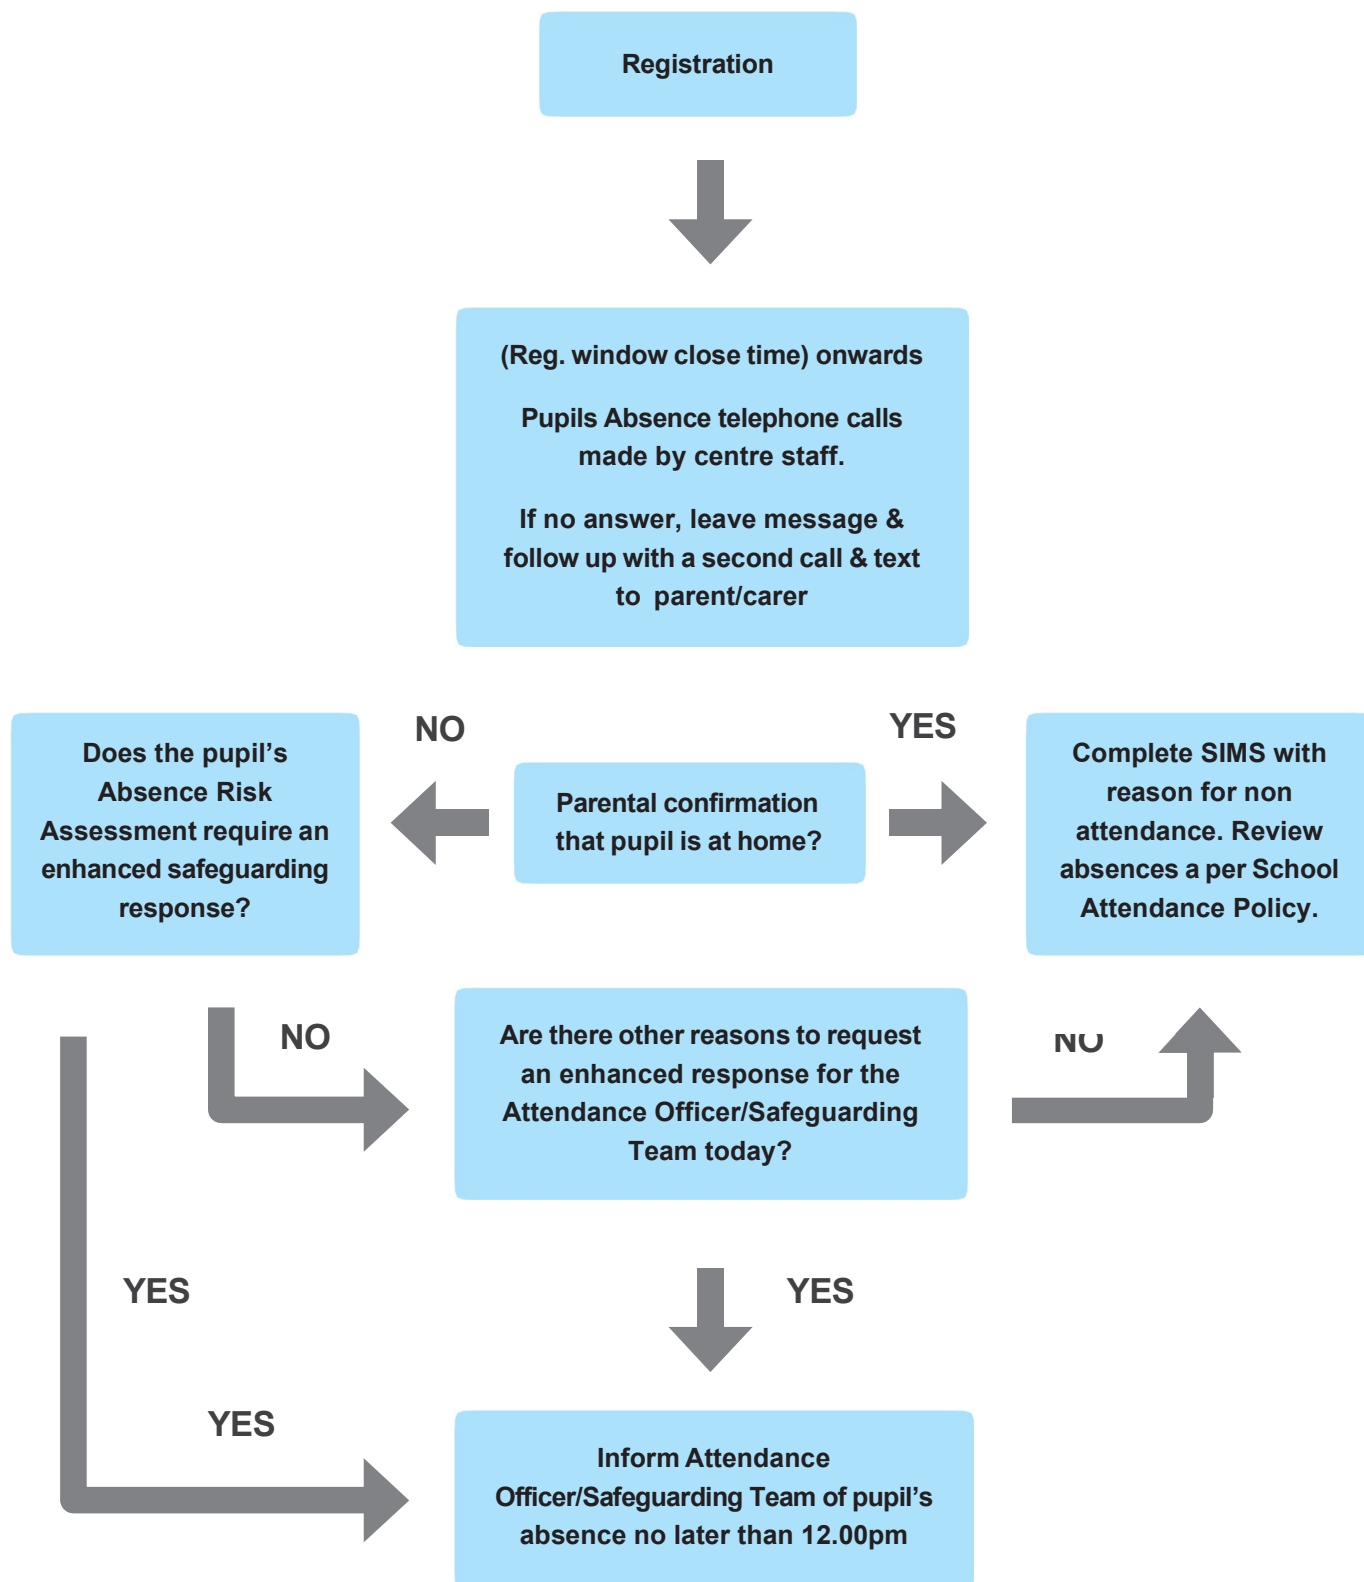 Registration
(Reg. window close time) onwards
Pupils Absence telephone calls
made by centre staff.
If no answer, leave message &
follow up with a second call & text
to parent/carer
NO
YES
Does the pupil’s
Absence Risk
Assessment require an
enhanced safeguarding
response?
Parental confirmation
that pupil is at home?
Complete SIMS with
reason for non
attendance. Review
absences a per School
Attendance Policy.
NO
Are there other reasons to request
an enhanced response for the
Attendance Officer/Safeguarding
Team today?
NO
YES
YES
YES
Inform Attendance
Officer/Safeguarding Team of pupil’s
absence no later than 12.00pm